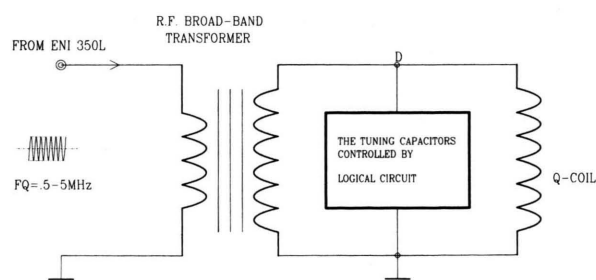 R.F. BROAD-BAND
TRANSFORMER
FROM ENI 350L
D
THE TUNING CAPACITORS
CONTROLLED BY
LOGICAL CIRCUIT
Q-COIL
FQ=.5-5MHz